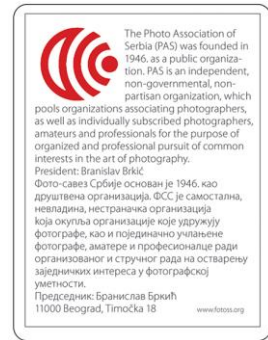 The Photo Association of
Serbia (PAS) was founded in
1946. as a public organiza-
tion. PAS is an independent,
non-governmental, non-
partisan organization, which
pools organizations associating photographers,
as well as individually subscribed photographers,
amateurs and professionals for the purpose of
organized and professional pursuit of common
interests in the art of photography.
President: Branislav Brkić
Фото-савез Србије основан је 1946. као
друштвена организација. ФСС је самостална,
невладина, нестраначка организација
која окупља организације које удружују
фотографе, као и појединачно учлањене
фотографе, аматере и професионалце ради
организованог и стручног рада на остварењу
заједничких интереса у фотографској
уметности.
Председник: Бранислав Бркић
11000 Beograd, Timočka 18 www.fotoss.org